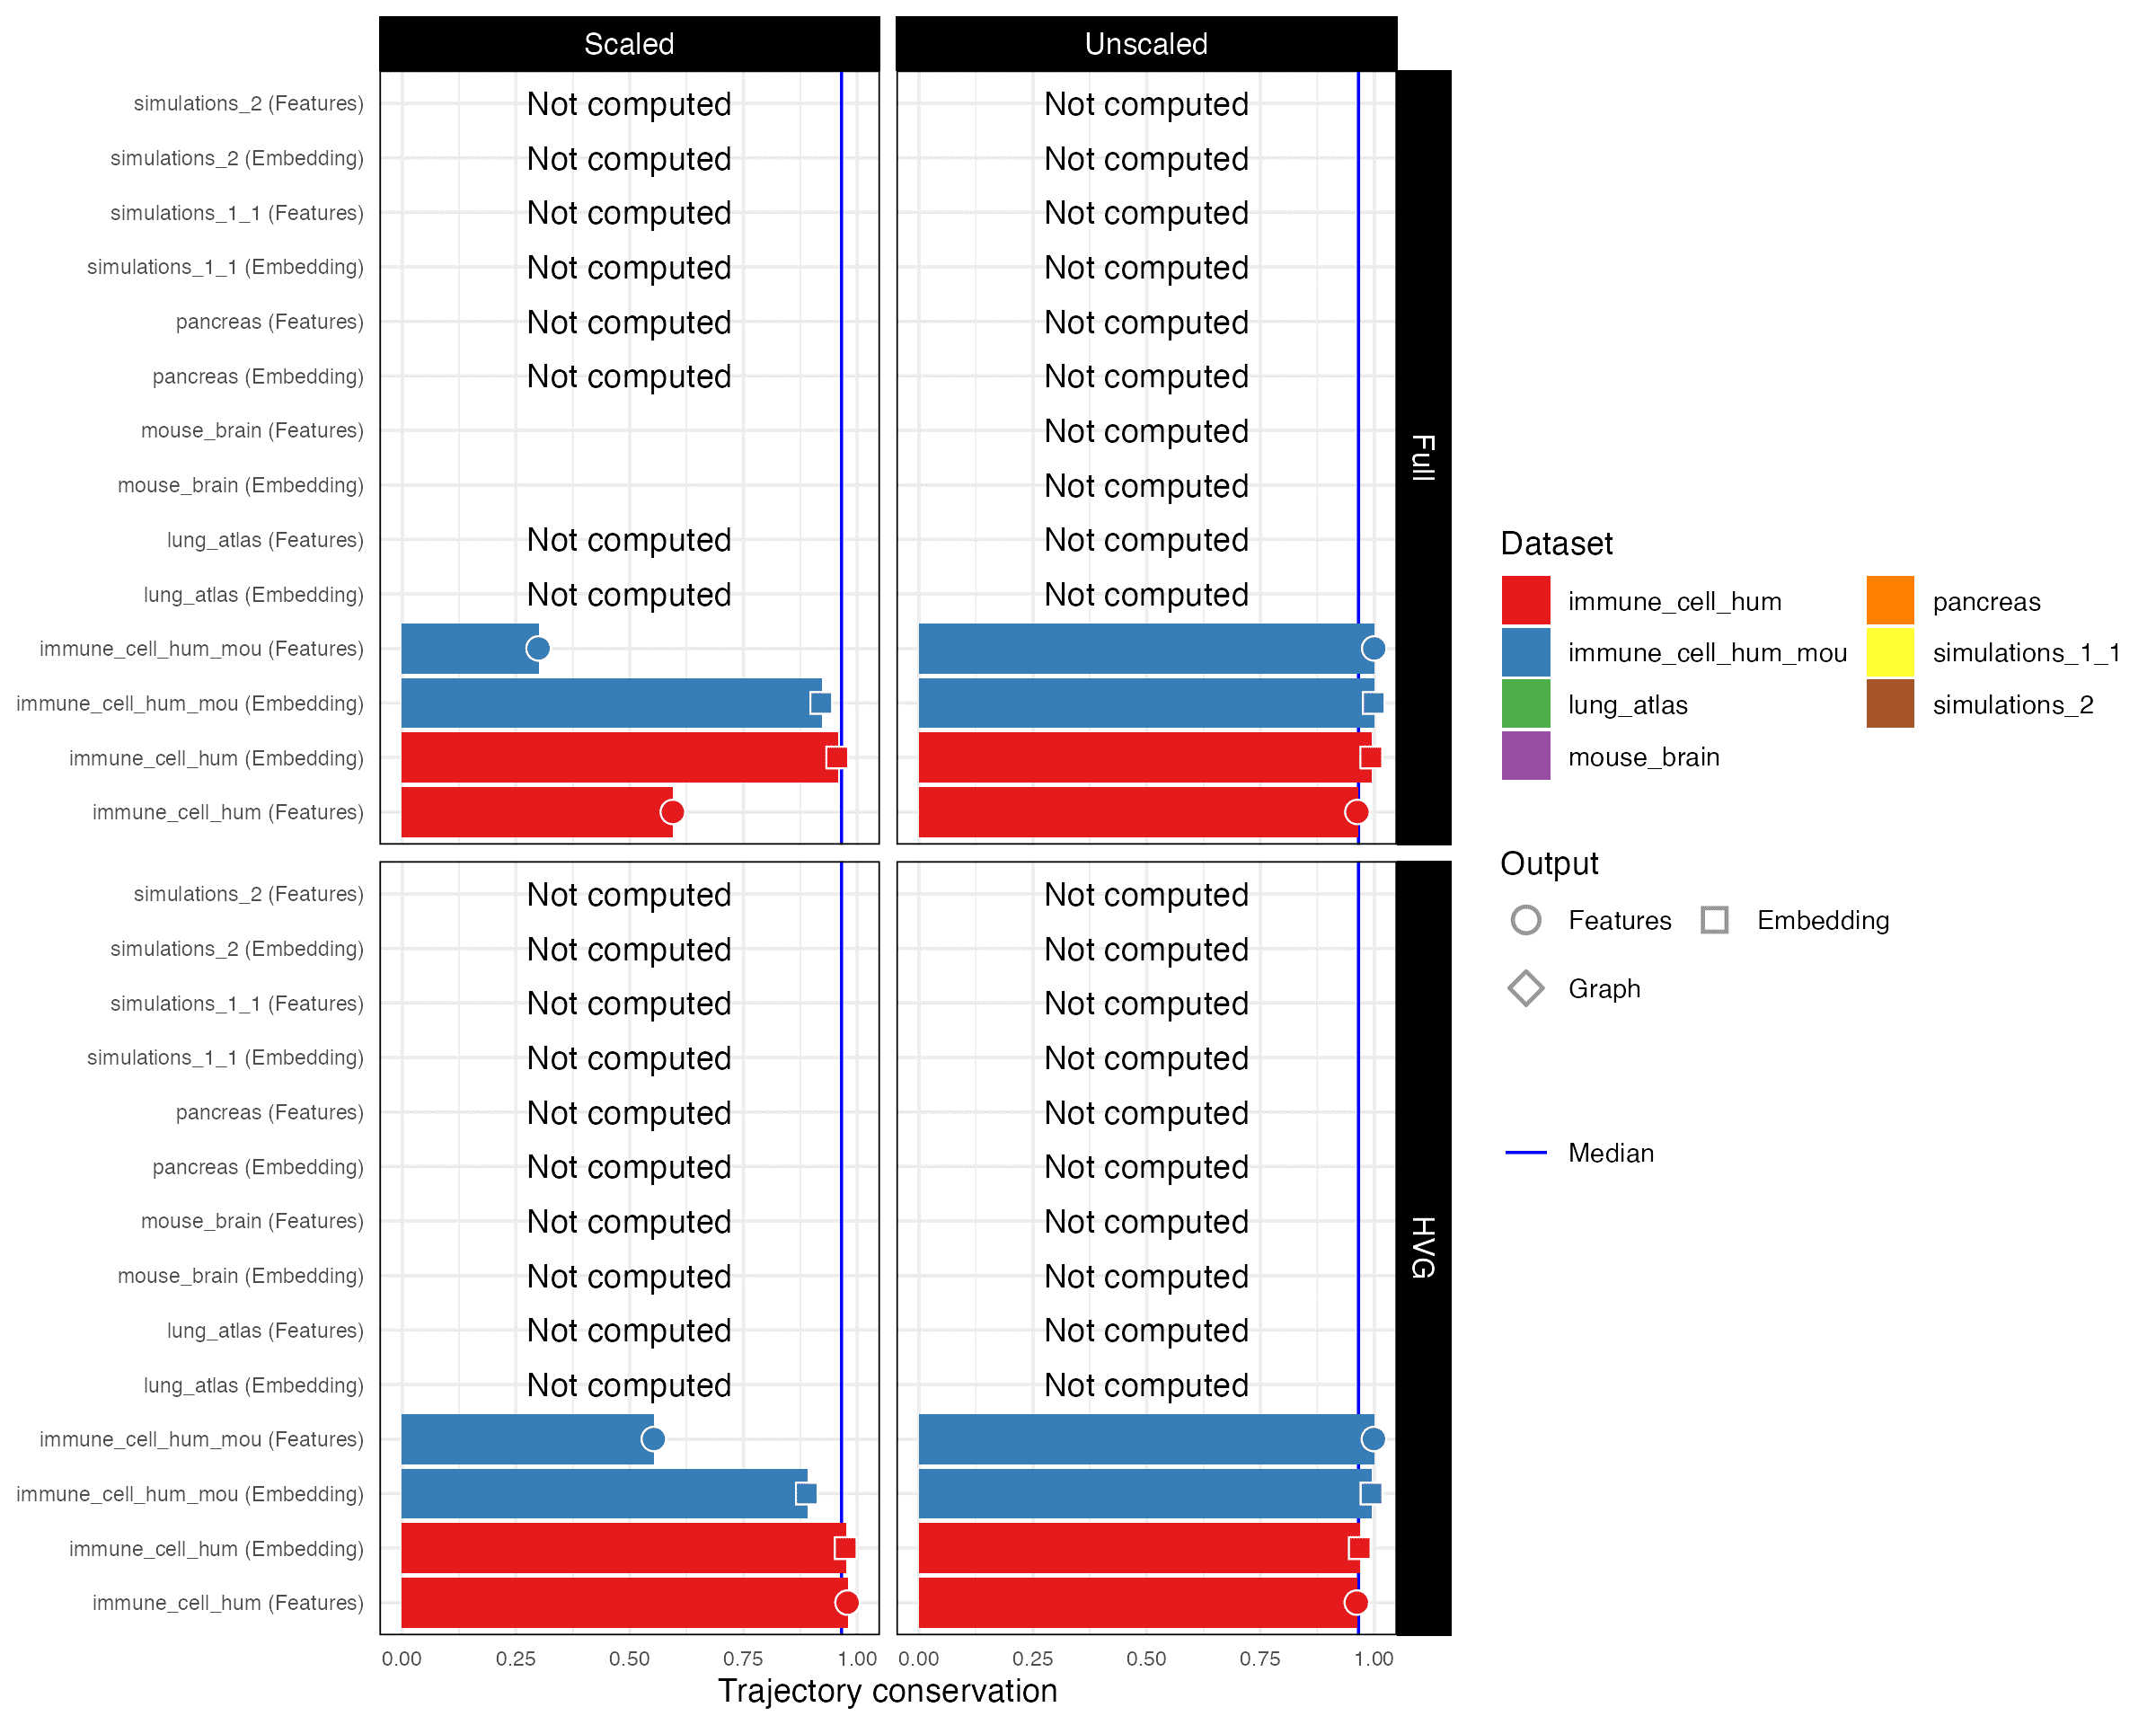 Scaled Unscaled
simulations_2 (Features) Not computed Not computed
simulations_2 (Embedding) Not computed Not computed
simulations_1_1 (Features) Not computed Not computed
simulations_1_1 (Embedding) Not computed Not computed
pancreas (Features) Not computed Not computed
pancreas (Embedding) Not computed Not computed
mouse_brain (Features) Not computed
mouse_brain (Embedding) Not computed
lung_atlas (Features) Not computed Not computed
lung_atlas (Embedding) Not computed Not computed
immune_cell_hum_mou (Features)
immune_cell_hum_mou (Embedding)
immune_cell_hum (Embedding)
immune_cell_hum (Features)
Full
simulations_2 (Features) Not computed Not computed
simulations_2 (Embedding) Not computed Not computed
simulations_1_1 (Features) Not computed Not computed
simulations_1_1 (Embedding) Not computed Not computed
pancreas (Features) Not computed Not computed
pancreas (Embedding) Not computed Not computed
mouse_brain (Features) Not computed Not computed
mouse_brain (Embedding) Not computed Not computed
lung_atlas (Features) Not computed Not computed
lung_atlas (Embedding) Not computed Not computed
immune_cell_hum_mou (Features)
immune_cell_hum_mou (Embedding)
immune_cell_hum (Embedding)
immune_cell_hum (Features)
HVG
0.00 0.25 0.50 0.75 1.00 0.00 0.25 0.50 0.75 1.00
Trajectory conservation
Dataset
immune_cell_hum pancreas
immune_cell_hum_mou simulations_1_1
lung_atlas simulations_2
mouse_brain
Output
Features Embedding
Graph
Median